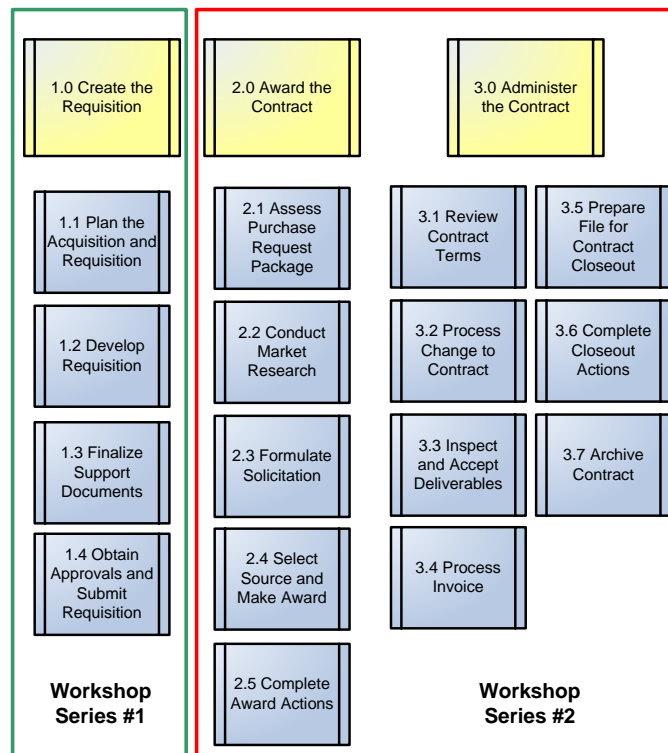 1.0 Create the
Requisition
1.1 Plan the
Acquisition and
Requisition
1.2 Develop
Requisition
1.3 Finalize
Support
Documents
1.4 Obtain
Approvals and
Submit
Requisition
Workshop
Series #1
2.0 Award the
Contract
2.1 Assess
Purchase
Request
Package
2.2 Conduct
Market
Research
2.3 Formulate
Solicitation
2.4 Select
Source and
Make Award
2.5 Complete
Award Actions
3.0 Administer
the Contract
3.1 Review
Contract
Terms
3.2 Process
Change to
Contract
3.3 Inspect
and Accept
Deliverables
3.4 Process
Invoice
3.5 Prepare
File for
Contract
Closeout
3.6 Complete
Closeout
Actions
3.7 Archive
Contract
Workshop
Series #2